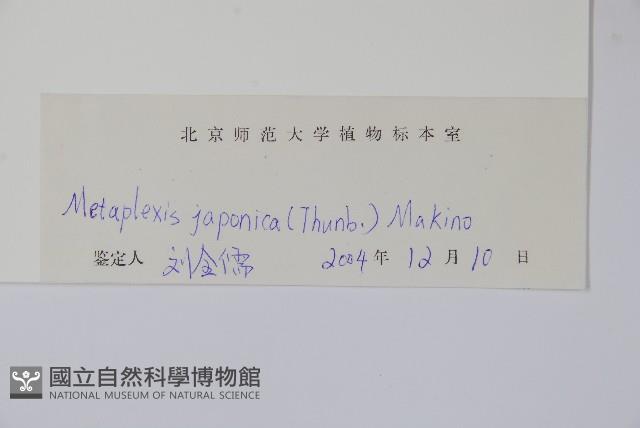 北京师范大学植物标本室
Metaplexis japonica (Thunb.) Makino
鉴定人 刘全儒 2004年 12月10日
國立自然科學博物館
NATIONAL MUSEUM OF NATURAL SCIENCE